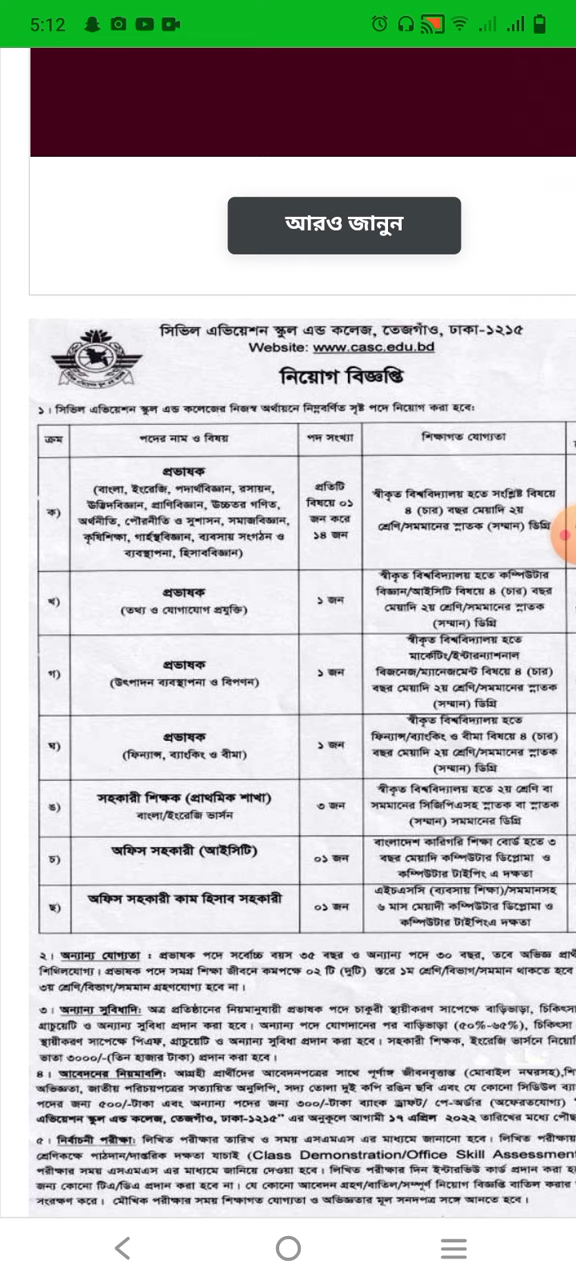 5:12
আরও জানুন
সিভিল এভিয়েশন স্কুল এন্ড কলেজ, তেজগাঁও, ঢাকা-১২১৫
Website: www.casc.edu.bd
নিয়োগ বিজ্ঞপ্তি
১। সিভিল এভিয়েশন স্কুল এন্ড কলেজের নিজস্ব অর্থায়নে নিম্নবর্ণিত সৃষ্ট পদে নিয়োগ করা হবে:
ক্রম পদের নাম ও বিষয় পদ সংখ্যা শিক্ষাগত যোগ্যতা
ক)
প্রভাষক
(বাংলা, ইংরেজি, পদার্থবিজ্ঞান, রসায়ন,
উদ্ভিদবিজ্ঞান, প্রাণিবিজ্ঞান, উচ্চতর গণিত,
অর্থনীতি, পৌরনীতি ও সুশাসন, সমাজবিজ্ঞান,
কৃষিশিক্ষা, গার্হস্থবিজ্ঞান, ব্যবসায় সংগঠন ও
ব্যবস্থাপনা, হিসাববিজ্ঞান)
প্রতিটি
বিষয়ে ০১
জন করে
১৪ জন
স্বীকৃত বিশ্ববিদ্যালয় হতে সংশ্লিষ্ট বিষয়ে
৪ (চার) বছর মেয়াদি ২য়
শ্রেণি/সমমানের স্নাতক (সম্মান) ডিগ্রি
খ)
প্রভাষক
(তথ্য ও যোগাযোগ প্রযুক্তি)
১ জন
স্বীকৃত বিশ্ববিদ্যালয় হতে কম্পিউটার
বিজ্ঞান/আইসিটি বিষয়ে ৪ (চার) বছর
মেয়াদি ২য় শ্রেণি/সমমানের স্নাতক
(সম্মান) ডিগ্রি
গ)
প্রভাষক
(উৎপাদন ব্যবস্থাপনা ও বিপণন)
১ জন
স্বীকৃত বিশ্ববিদ্যালয় হতে
মার্কেটিং/ইন্টারন্যাশনাল
বিজনেজ/ম্যানেজমেন্ট বিষয়ে ৪ (চার)
বছর মেয়াদি ২য় শ্রেণি/সমমানের স্নাতক
(সম্মান) ডিগ্রি
ঘ)
প্রভাষক
(ফিন্যান্স, ব্যাংকিং ও বীমা)
১ জন
স্বীকৃত বিশ্ববিদ্যালয় হতে
ফিন্যান্স/ব্যাংকিং ও বীমা বিষয়ে ৪ (চার)
বছর মেয়াদি ২য় শ্রেণি/সমমানের স্নাতক
(সম্মান) ডিগ্রি
ঙ)
সহকারী শিক্ষক (প্রাথমিক শাখা)
বাংলা/ইংরেজি ভার্সন
৩ জন
স্বীকৃত বিশ্ববিদ্যালয় হতে ২য় শ্রেণি বা
সমমানের সিজিপিএসহ স্নাতক বা স্নাতক
(সম্মান) সমমানের ডিগ্রি
চ)
অফিস সহকারী (আইসিটি)
০১ জন
বাংলাদেশ কারিগরি শিক্ষা বোর্ড হতে ৩
বছর মেয়াদি কম্পিউটার ডিপ্লোমা ও
কম্পিউটার টাইপিং এ দক্ষতা
ছ)
অফিস সহকারী কাম হিসাব সহকারী
০১ জন
এইচএসসি (ব্যবসায় শিক্ষা)/সমমানসহ
৬ মাস মেয়াদী কম্পিউটার ডিপ্লোমা ও
কম্পিউটার টাইপিংএ দক্ষতা
২। অন্যান্য যোগ্যতা : প্রভাষক পদে সর্বোচ্চ বয়স ৩৫ বছর ও অন্যান্য পদে ৩০ বছর, তবে অভিজ্ঞ
শিথিলযোগ্য। প্রভাষক পদে সমগ্র শিক্ষা জীবনে কমপক্ষে ০২ টি (দুটি) স্তরে ১ম শ্রেণি/বিভাগ/সমমান থাকতে হবে
৩য় শ্রেণি/বিভাগ/সমমান গ্রহণযোগ্য হবে না।
৩। অন্যান্য সুবিধাদি: অত্র প্রতিষ্ঠানের নিয়মানুযায়ী প্রভাষক পদে চাকুরী স্থায়ীকরণ সাপেক্ষে বাড়িভাড়া, চিকিৎসা
গ্রাচুয়েটি ও অন্যান্য সুবিধা প্রদান করা হবে। অন্যান্য পদে যোগদানের পর বাড়িভাড়া (৫০%-৬৫%), চিকিৎসা
স্থায়ীকরণ সাপেক্ষে পিএফ, গ্রাচুয়েটি ও অন্যান্য সুবিধা প্রদান করা হবে। সহকারী শিক্ষক, ইংরেজি ভার্সনে
ভাতা ৩০০০/-(তিন হাজার টাকা) প্রদান করা হবে।
৪। আবেদনের নিয়মাবলি: আগ্রহী প্রার্থীদের আবেদনপত্রের সাথে পূর্ণাঙ্গ জীবনবৃত্তান্ত (মোবাইল নম্বরসহ),
অভিজ্ঞতা, জাতীয় পরিচয়পত্রের সত্যায়িত অনুলিপি, সদ্য তোলা দুই কপি রঙিন ছবি এবং যে কোনো সিডিউল
পদের জন্য ৫০০/-টাকা এবং অন্যান্য পদের জন্য ৩০০/-টাকা ব্যাংক ড্রাফট/ পে-অর্ডার (অফেরতযোগ্য)
এভিয়েশন স্কুল এন্ড কলেজ, তেজগাঁও, ঢাকা-১২১৫" এর অনুকূলে আগামী ১৭ এপ্রিল ২০২২ তারিখের মধ্যে
৫। নির্বাচনী পরীক্ষা: লিখিত পরীক্ষার তারিখ ও সময় এসএমএস এর মাধ্যমে জানানো হবে। লিখিত
শ্রেণিকক্ষে পাঠদান/দাপ্তরিক দক্ষতা যাচাই (Class Demonstration/Office Skill Assessment
পরীক্ষার সময় এসএমএস এর মাধ্যমে জানিয়ে দেওয়া হবে। লিখিত পরীক্ষার দিন ইন্টারভিউ কার্ড প্রদান করা
জন্য কোনো টিএ/ডিএ প্রদান করা হবে না। যে কোনো আবেদন গ্রহণ/বাতিল/সম্পূর্ণ নিয়োগ বিজ্ঞপ্তি বাতিল করার
সংরক্ষণ করে। মৌখিক পরীক্ষার সময় শিক্ষাগত যোগ্যতা ও অভিজ্ঞতার মূল সনদপত্র সঙ্গে আনতে হবে।